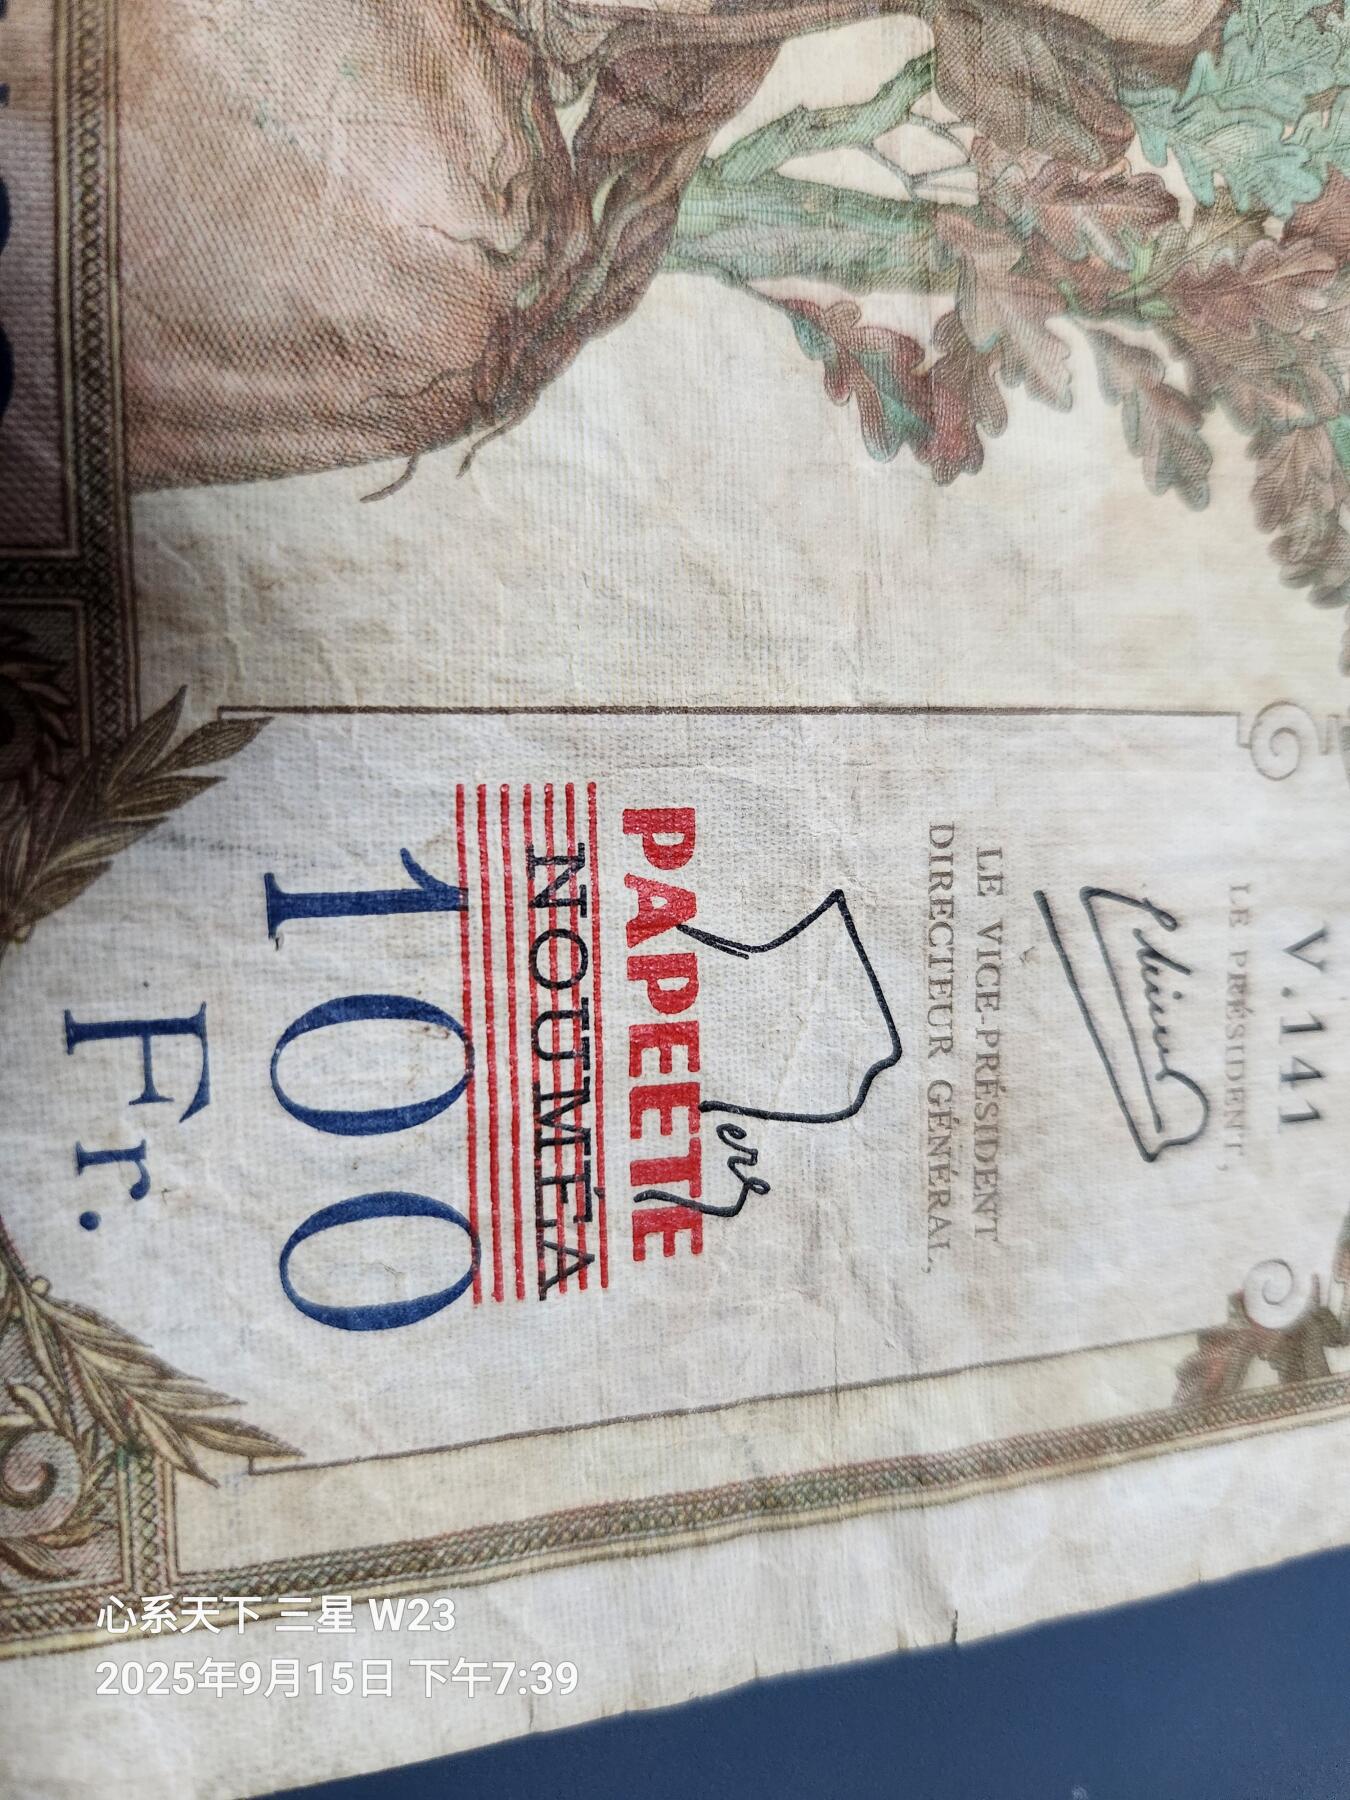 V.141
LE PRÉSIDENT,
LE VICE-PRÉSIDENT
DIRECTEUR GÉNÉRAL,
PAPEETE
NOUMÉA
100
Fr.
心系天下 三星 W23
2025年9月15日 下午7:39